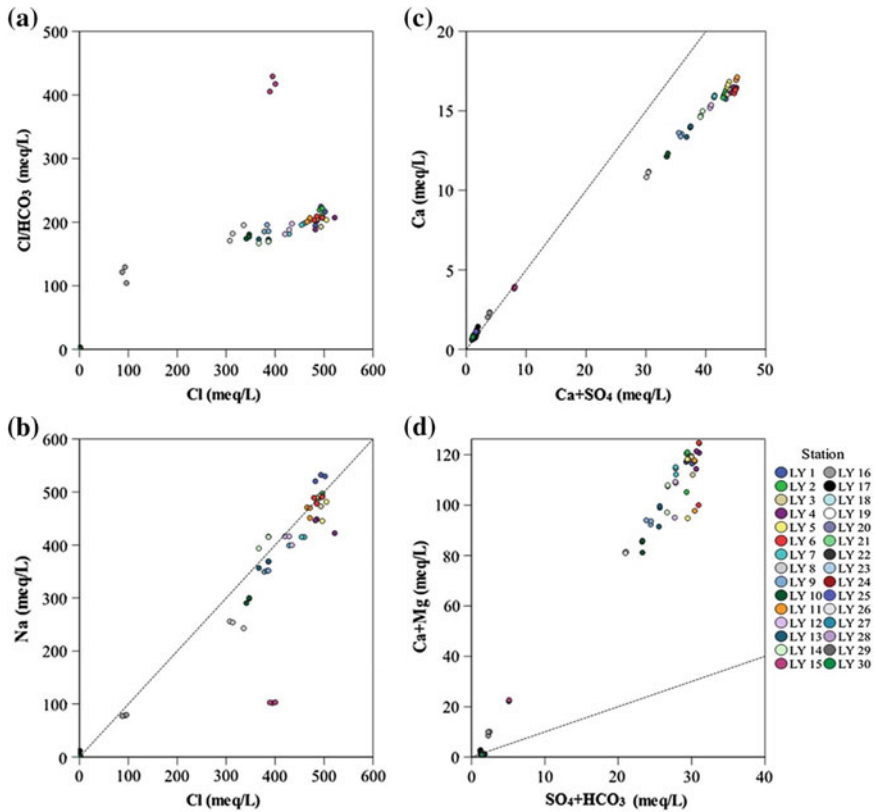 (a)
500
400
300
200
100
0
Cl/HCO₃ (meq/L)
0 100 200 300 400 500 600
Cl (meq/L)
(c)
20
15
10
5
0
Ca (meq/L)
0 10 20 30 40 50
Ca+SO₄ (meq/L)
(b)
600
500
400
300
200
100
0
Na (meq/L)
0 100 200 300 400 500 600
Cl (meq/L)
(d)
120
100
80
60
40
20
0
Ca+Mg (meq/L)
0 10 20 30 40
SO₄+HCO₃ (meq/L)
Station
LY 1 LY 16
LY 2 LY 17
LY 3 LY 18
LY 4 LY 19
LY 5 LY 20
LY 6 LY 21
LY 7 LY 22
LY 8 LY 23
LY 9 LY 24
LY 10 LY 25
LY 11 LY 26
LY 12 LY 27
LY 13 LY 28
LY 14 LY 29
LY 15 LY 30